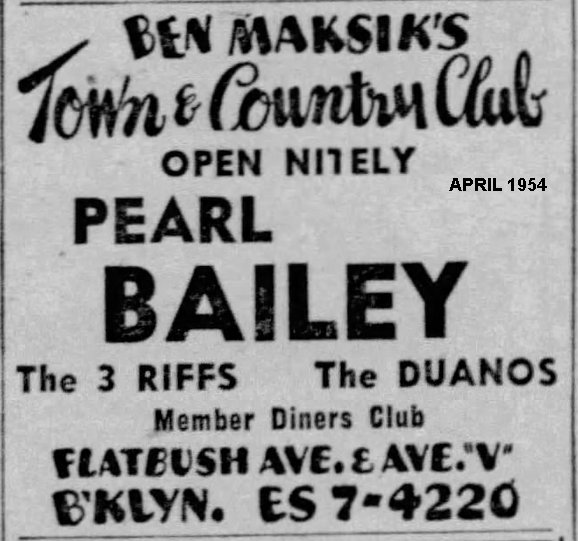 BEN MAKSIK'S
Town & Country Club
OPEN NITELY
APRIL 1954
PEARL
BAILEY
The 3 RIFFS The DUANOS
Member Diners Club
FLATBUSH AVE. & AVE. "V"
B'KLYN. ES 7-4220